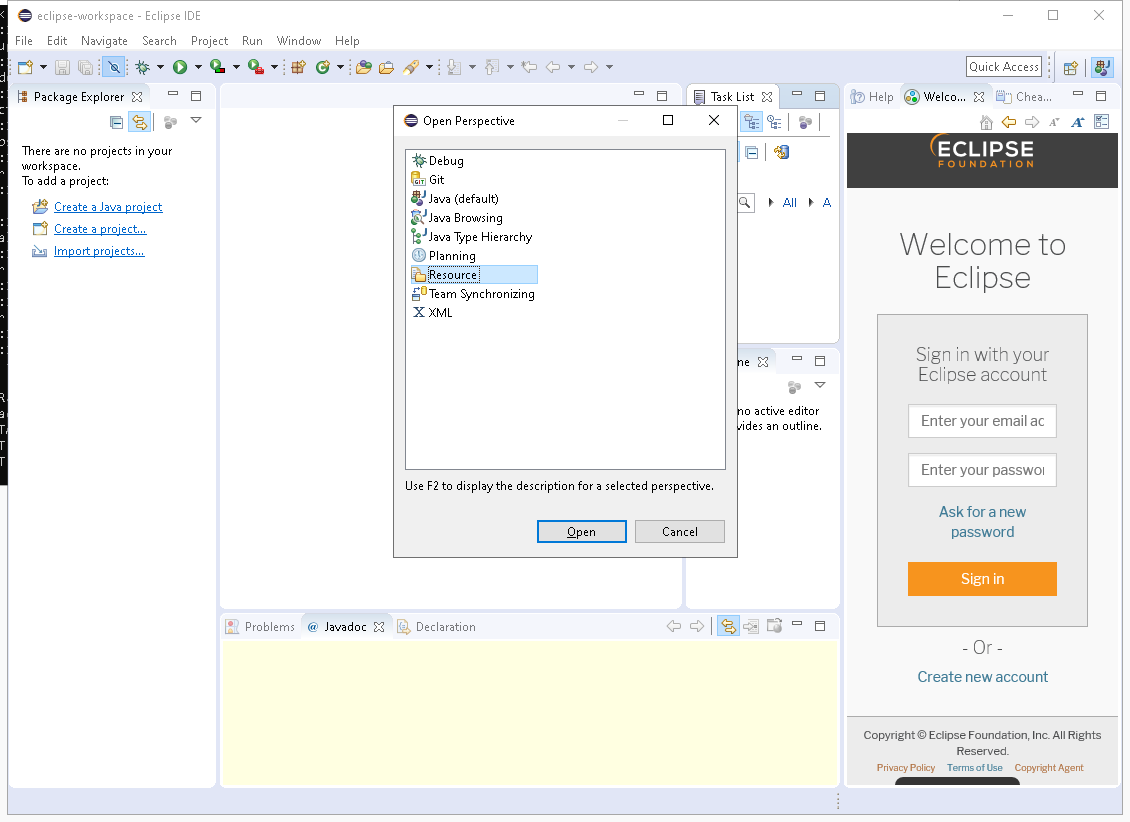 eclipse-workspace - Eclipse IDE
File Edit Navigate Search Project Run Window Help
Quick Access
Package Explorer
There are no projects in your
workspace.
To add a project:
Create a Java project
Create a project...
Import projects...
Task List
All
A
Open Perspective
Debug
Git
Java (default)
Java Browsing
Java Type Hierarchy
Planning
Resource
Team Synchronizing
XML
Use F2 to display the description for a selected perspective.
Open
Cancel
ne
no active editor
vides an outline.
Problems
@ Javadoc
Declaration
Help
Welco...
Chea...
ECLIPSE
FOUNDATION
Welcome to
Eclipse
Sign in with your
Eclipse account
Enter your email ac
Enter your passwor
Ask for a new
password
Sign in
- Or -
Create new account
Copyright © Eclipse Foundation, Inc. All Rights
Reserved.
Privacy Policy Terms of Use Copyright Agent